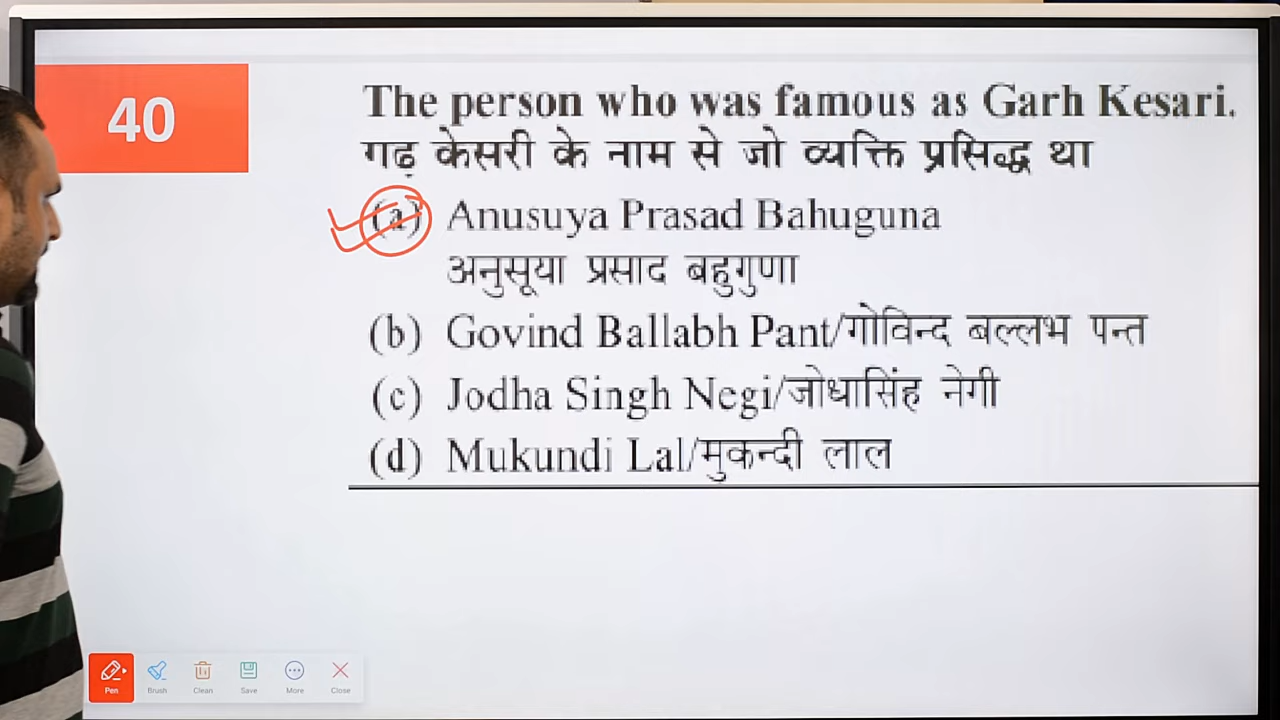 40
The person who was famous as Garh Kesari.
गढ़ केसरी के नाम से जो व्यक्ति प्रसिद्ध था
(a) Anusuya Prasad Bahuguna
अनुसूया प्रसाद बहुगुणा
(b) Govind Ballabh Pant/गोविन्द बल्लभ पन्त
(c) Jodha Singh Negi/जोधासिंह नेगी
(d) Mukundi Lal/मुकन्दी लाल
Pen Brush Clean Save More Close